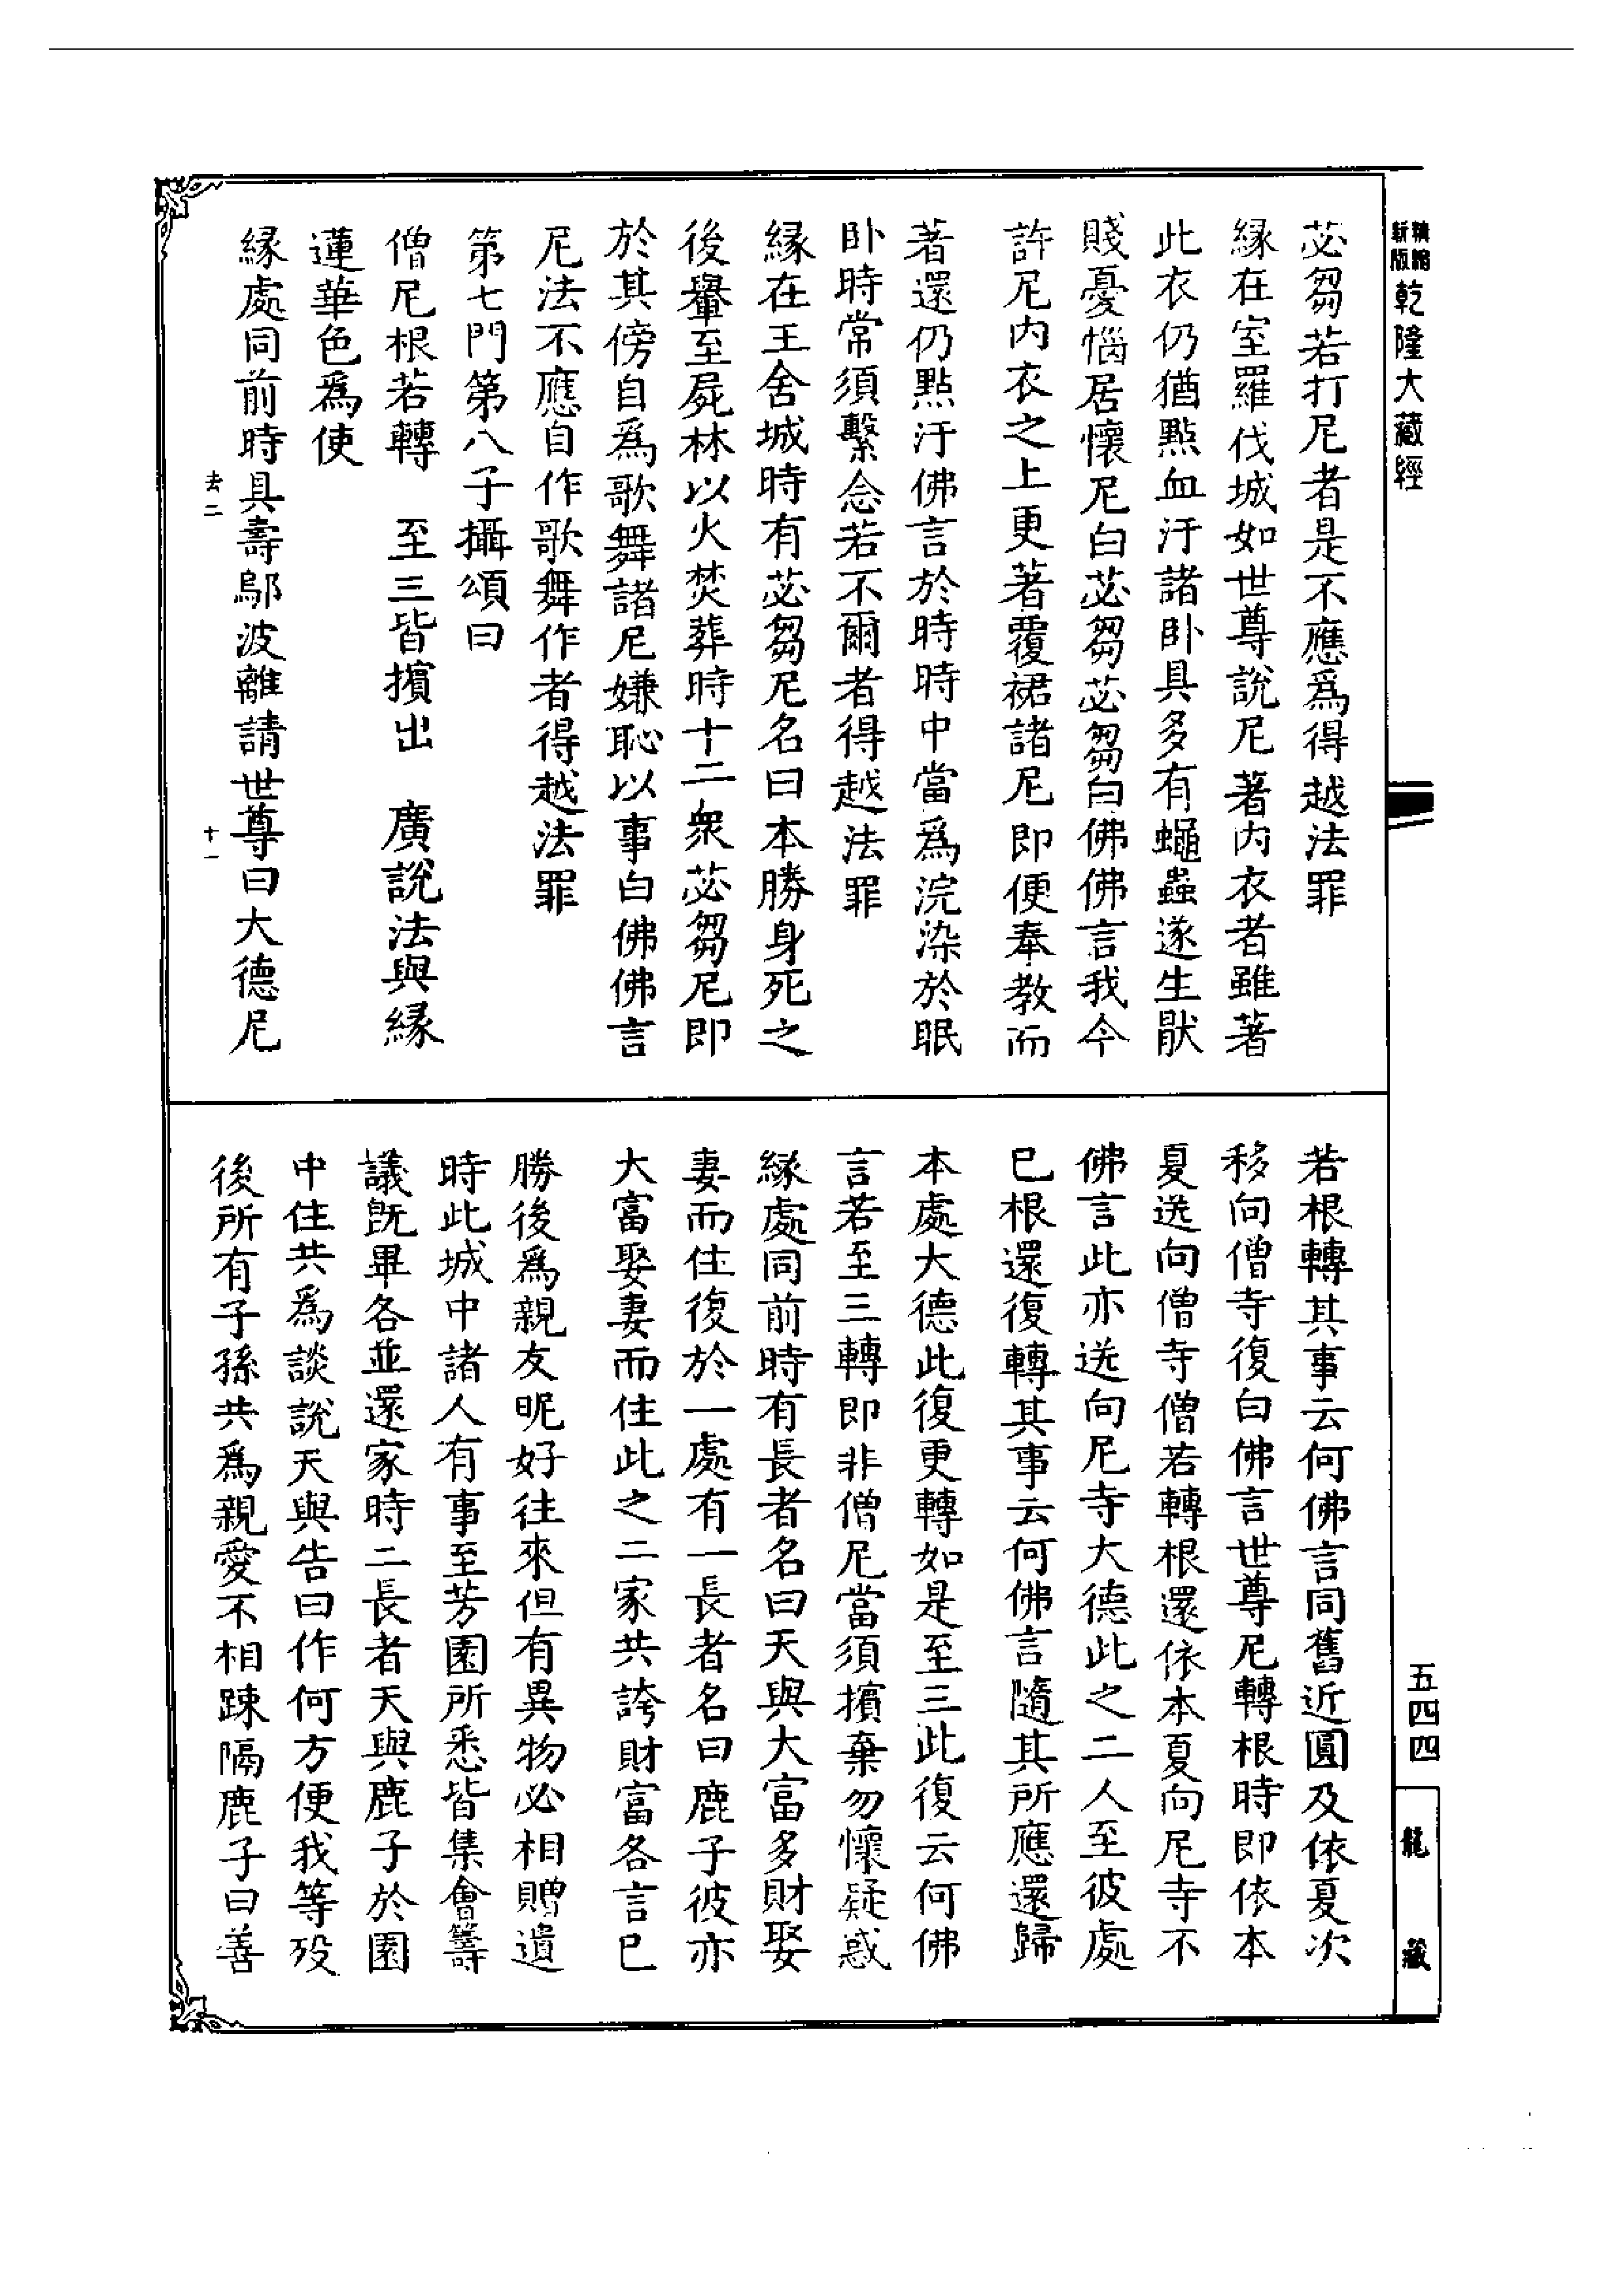 精縮新版乾隆大藏經
苾芻若打尼者是不應爲得越法罪
緣在室羅伐城如世尊說尼著內衣者雖著
此衣仍猶點血汙諸卧具多有蠅蟲遂生猒
賤憂惱居懷尼白苾芻苾芻白佛佛言我今
許尼內衣之上更著覆裙諸尼即便奉教而
著還仍點汙佛言於時時中當爲浣染於眠
卧時常須繫念若不爾者得越法罪
緣在王舍城時有苾芻尼名曰本勝身死之
後轝至屍林以火焚葬時十二衆苾芻尼即
於其傍自爲歌舞諸尼嫌恥以事白佛佛言
尼法不應自作歌舞作者得越法罪
第七門第八子攝頌曰
僧尼根若轉　至三皆擯出　廣說法與緣
蓮華色爲使
緣處同前時具壽鄔波離請世尊曰大德尼
去二　十一
若根轉其事云何佛言同舊近圓及依夏次
移向僧寺復白佛言世尊尼轉根時即依本
夏送向僧寺僧若轉根還依本夏向尼寺不
佛言此亦送向尼寺大德此之二人至彼處
已根還復轉其事云何佛言隨其所應還歸
本處大德此復更轉如是至三此復云何佛
言若至三轉即非僧尼當須擯棄勿懷疑惑
緣處同前時有長者名曰天與大富多財娶
妻而住復於一處有一長者名曰鹿子彼亦
大富娶妻而住此之二家共誇財富各言已
勝後爲親友昵好往來但有異物必相贈遺
時此城中諸人有事至芳園所悉皆集會籌
議旣畢各並還家時二長者天與鹿子於園
中住共爲談說天與告曰作何方便我等歿
後所有子孫共爲親愛不相踈隔鹿子曰善
五四四
龍藏